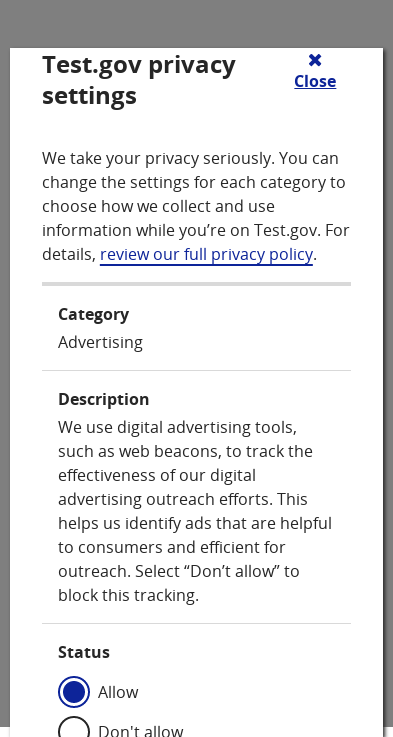 Test.gov privacy
settings
✖
Close
We take your privacy seriously. You can
change the settings for each category to
choose how we collect and use
information while you’re on Test.gov. For
details, review our full privacy policy.
Category
Advertising
Description
We use digital advertising tools,
such as web beacons, to track the
effectiveness of our digital
advertising outreach efforts. This
helps us identify ads that are helpful
to consumers and efficient for
outreach. Select “Don’t allow” to
block this tracking.
Status
Allow
Don't allow